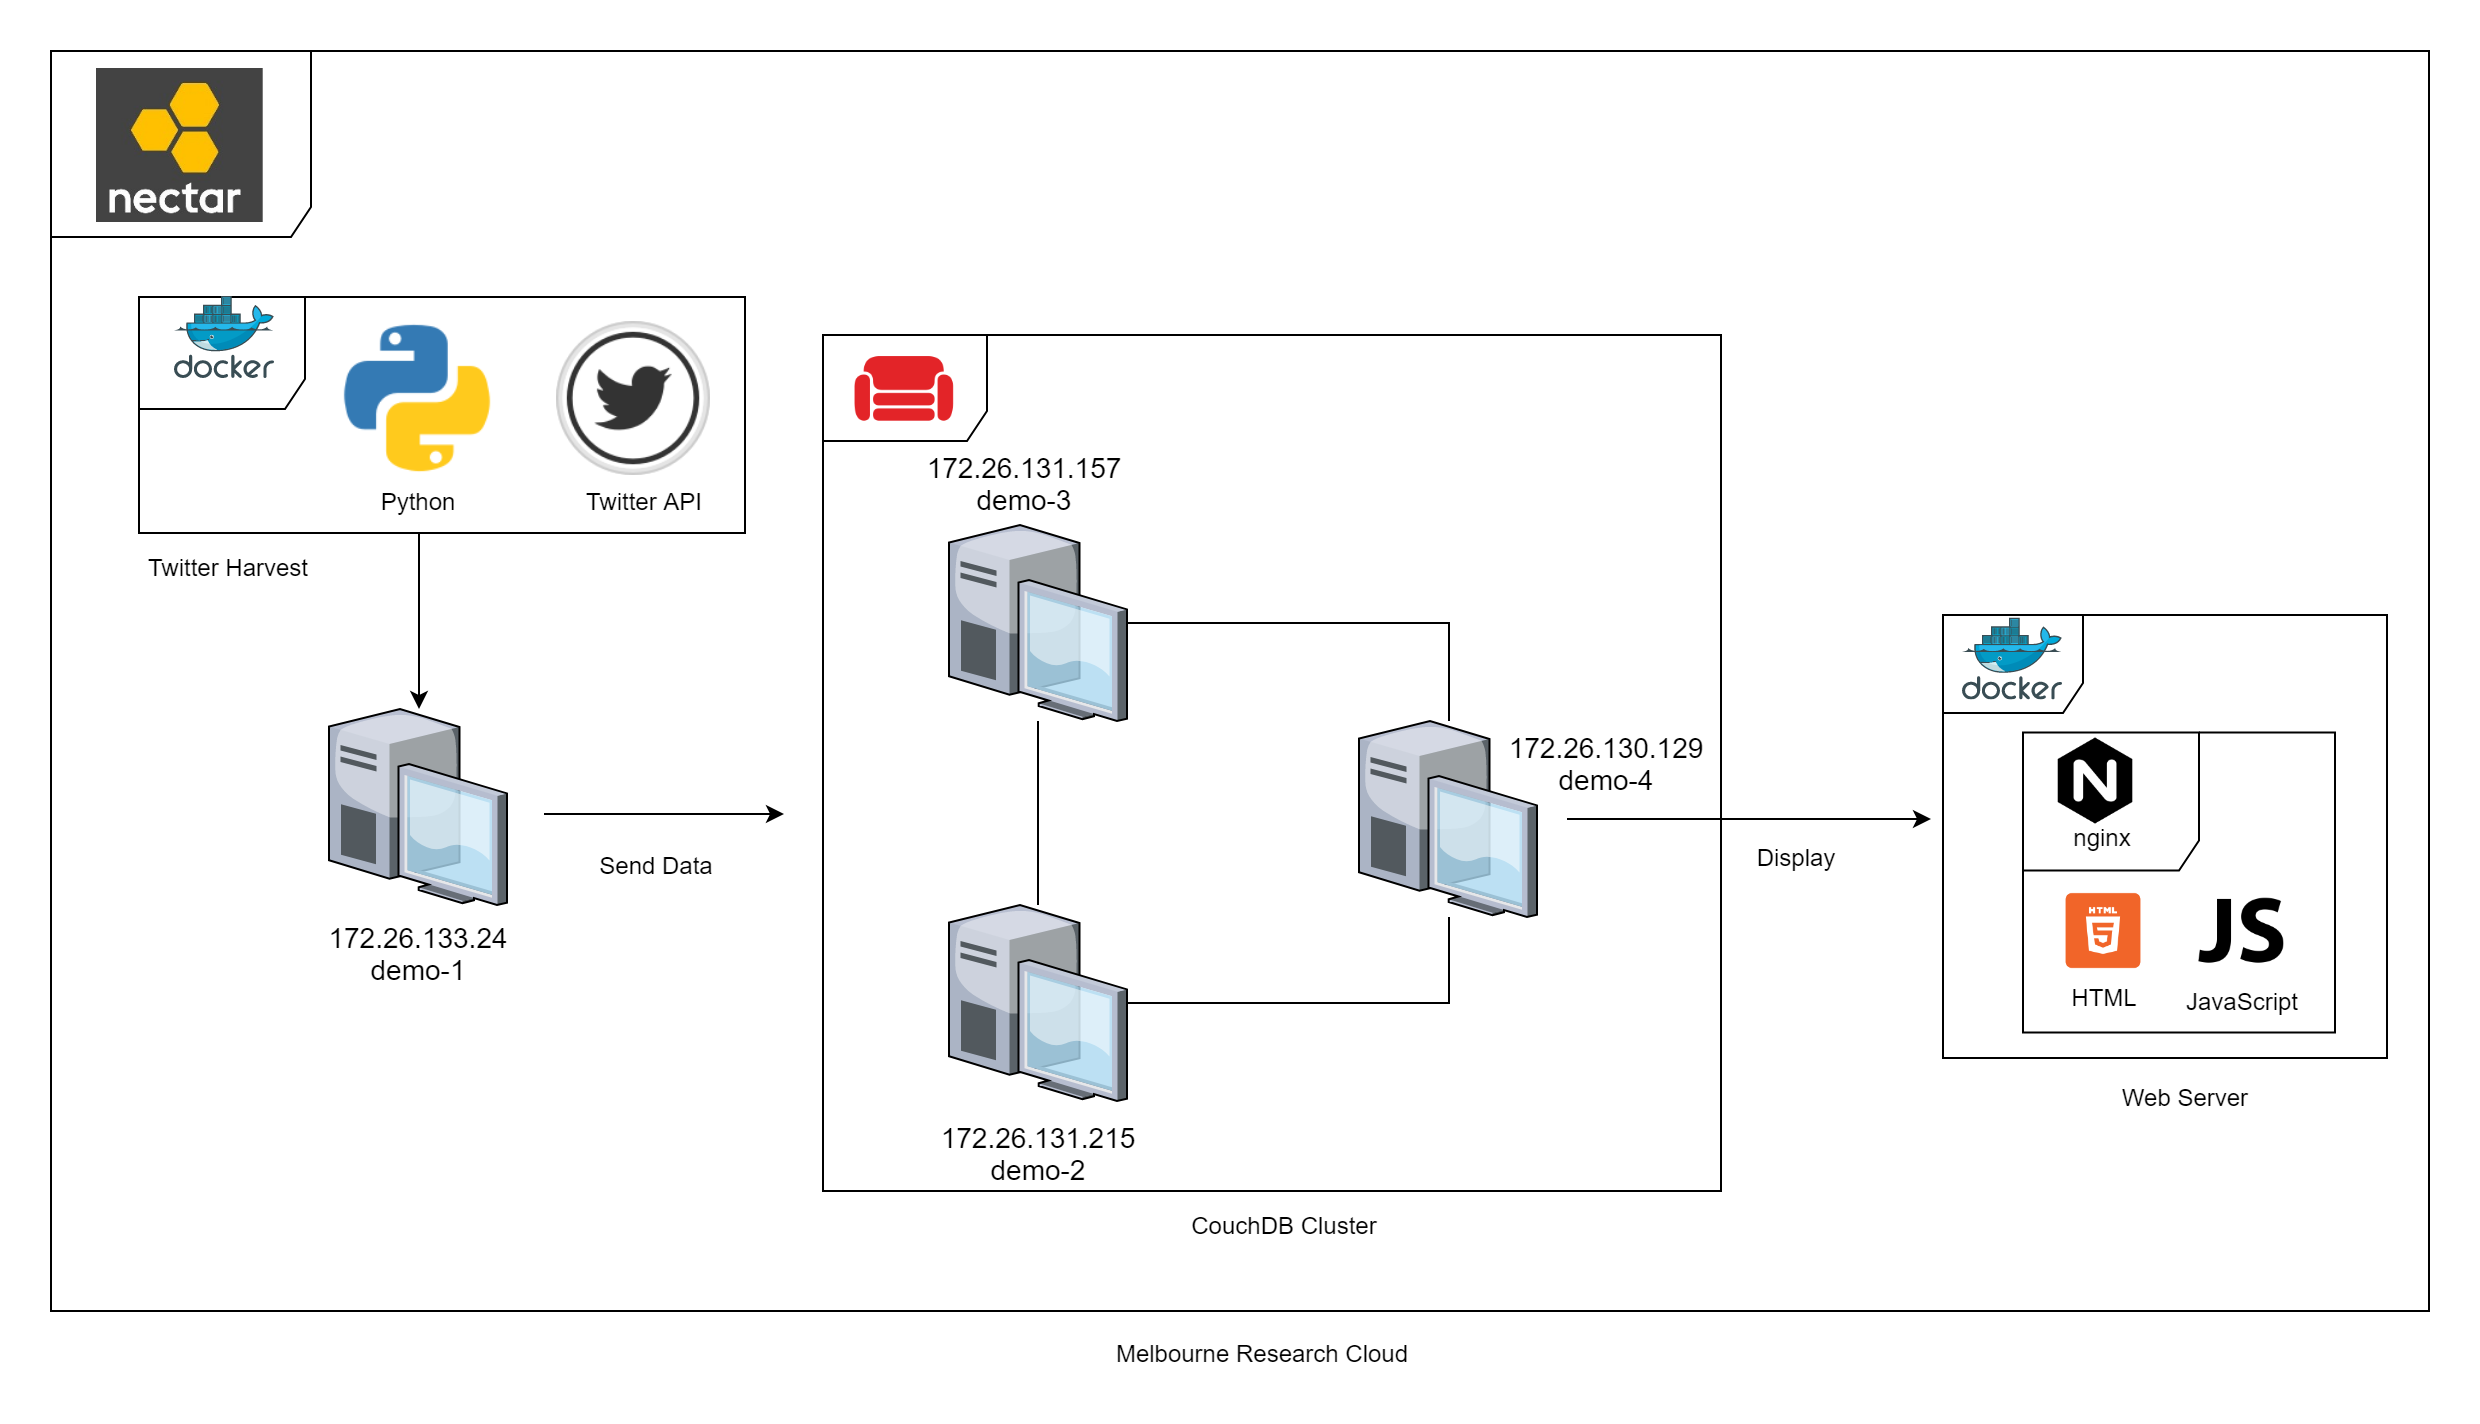 nectar
docker
Python
Twitter API
Twitter Harvest
172.26.133.24
demo-1
Send Data
172.26.131.157
demo-3
172.26.130.129
demo-4
172.26.131.215
demo-2
CouchDB Cluster
Display
docker
nginx
HTML
5
HTML
JS
JavaScript
Web Server
Melbourne Research Cloud